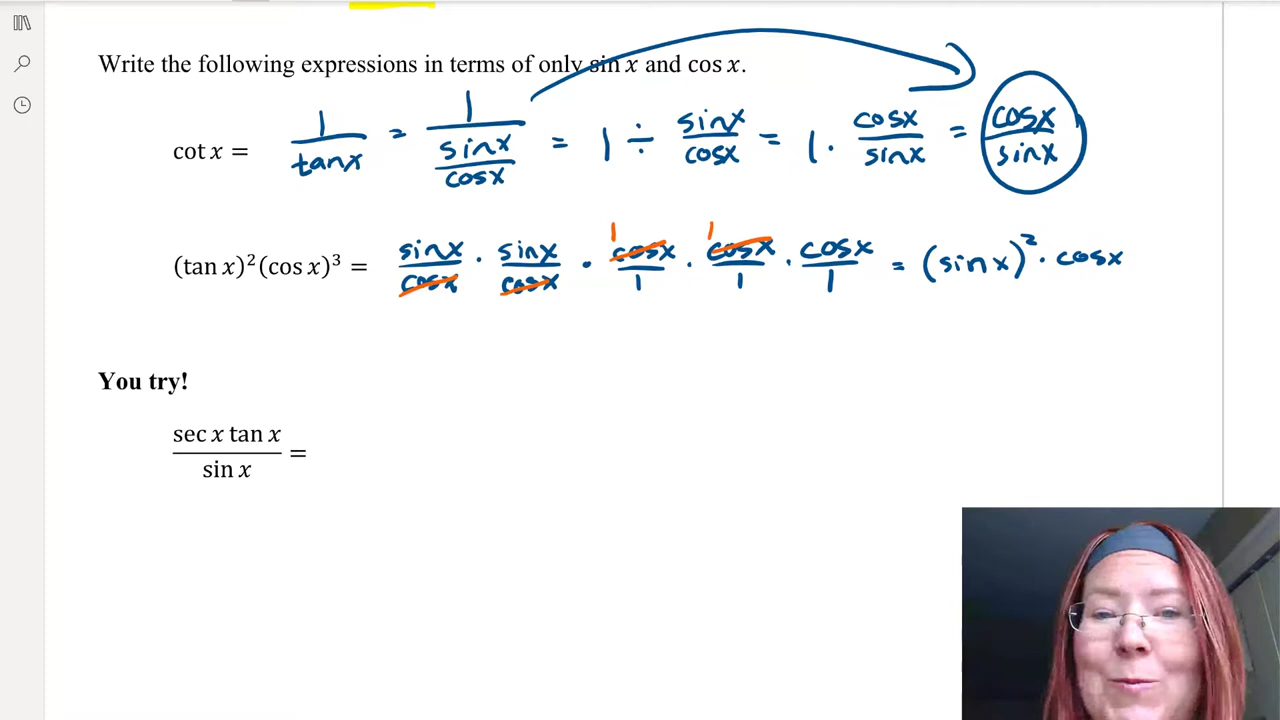 Write the following expressions in terms of only sin x and cos x.
cot x = 1/tanx = 1/(sinx/cosx) = 1 ÷ sinx/cosx = 1 · cosx/sinx = cosx/sinx
(tan x)²(cos x)³ = sinx/cosx · sinx/cosx · cosx/1 · cosx/1 · cosx/1 = (sinx)² · cosx
1 1
You try!
sec x tan x / sin x =